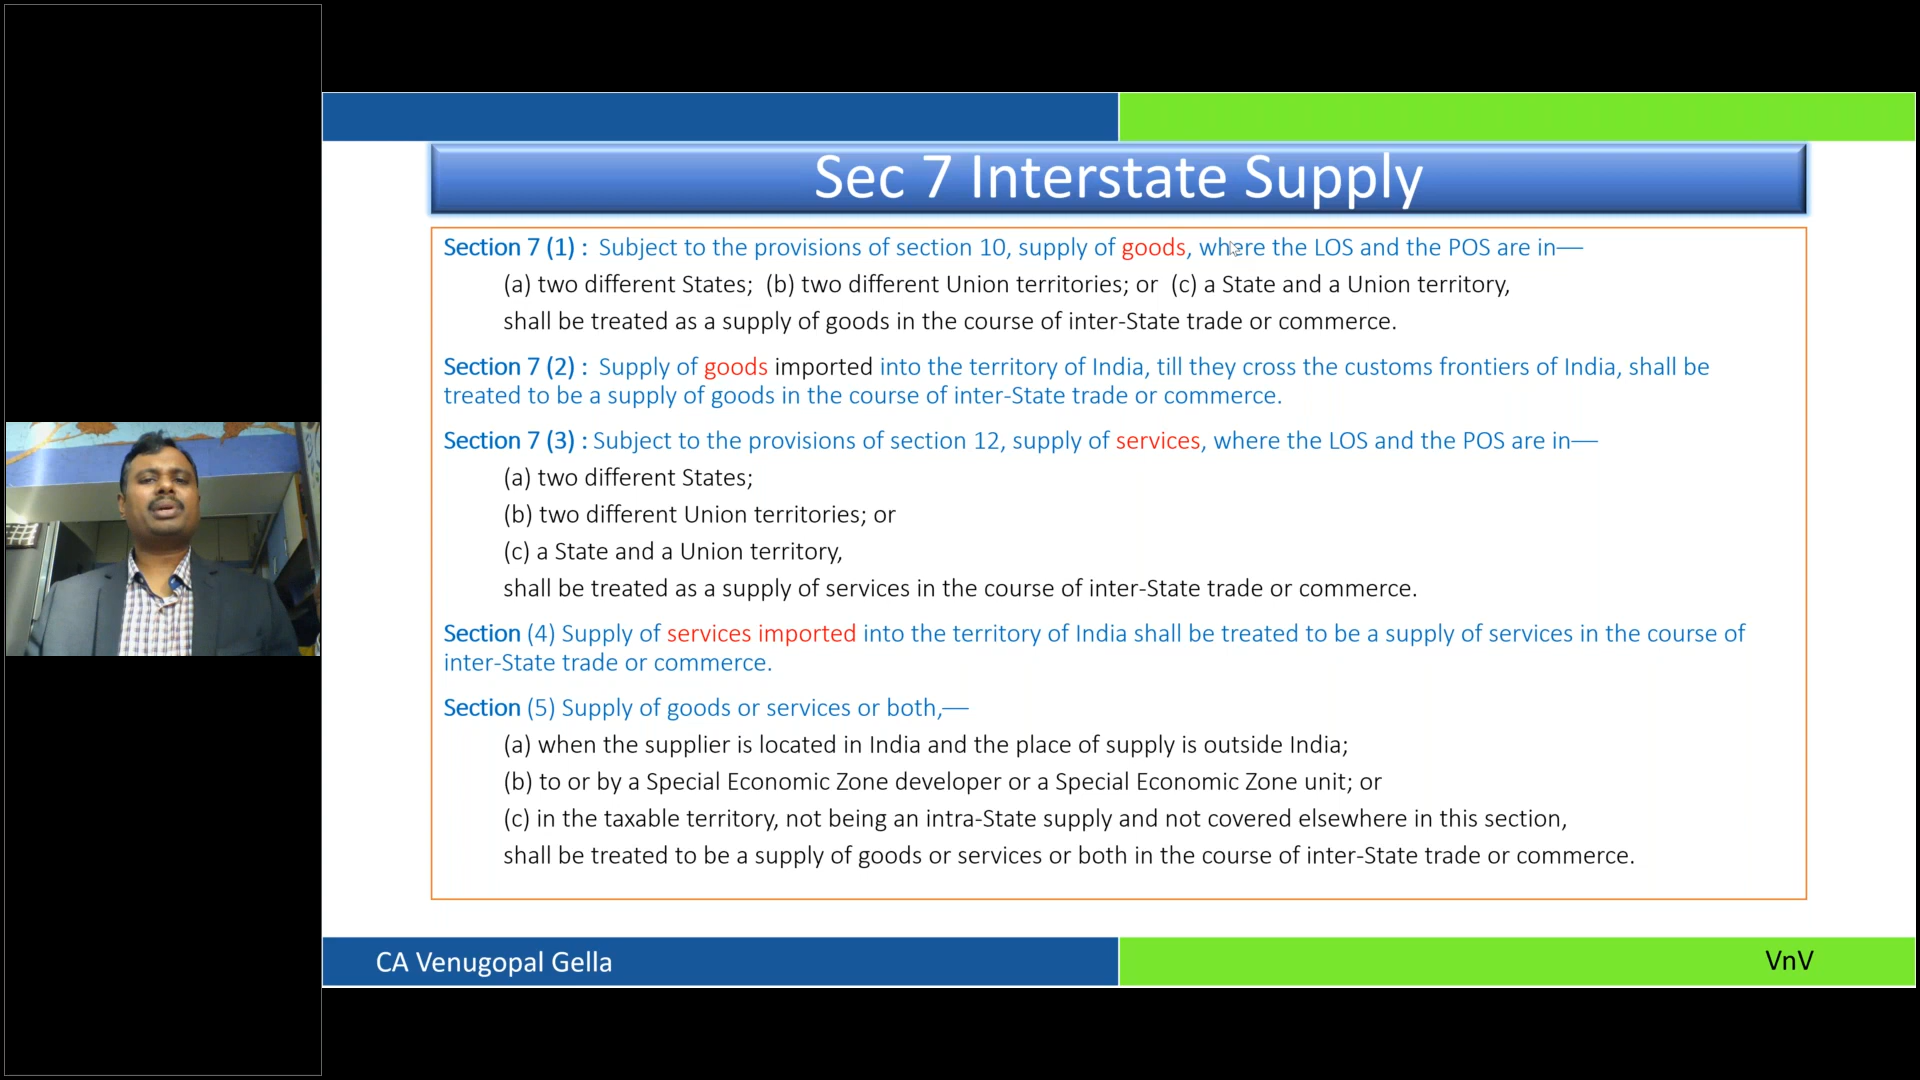 Sec 7 Interstate Supply
Section 7 (1) : Subject to the provisions of section 10, supply of goods, where the LOS and the POS are in—
(a) two different States; (b) two different Union territories; or (c) a State and a Union territory,
shall be treated as a supply of goods in the course of inter-State trade or commerce.
Section 7 (2) : Supply of goods imported into the territory of India, till they cross the customs frontiers of India, shall be
treated to be a supply of goods in the course of inter-State trade or commerce.
Section 7 (3) : Subject to the provisions of section 12, supply of services, where the LOS and the POS are in—
(a) two different States;
(b) two different Union territories; or
(c) a State and a Union territory,
shall be treated as a supply of services in the course of inter-State trade or commerce.
Section (4) Supply of services imported into the territory of India shall be treated to be a supply of services in the course of
inter-State trade or commerce.
Section (5) Supply of goods or services or both,—
(a) when the supplier is located in India and the place of supply is outside India;
(b) to or by a Special Economic Zone developer or a Special Economic Zone unit; or
(c) in the taxable territory, not being an intra-State supply and not covered elsewhere in this section,
shall be treated to be a supply of goods or services or both in the course of inter-State trade or commerce.
CA Venugopal Gella
VnV